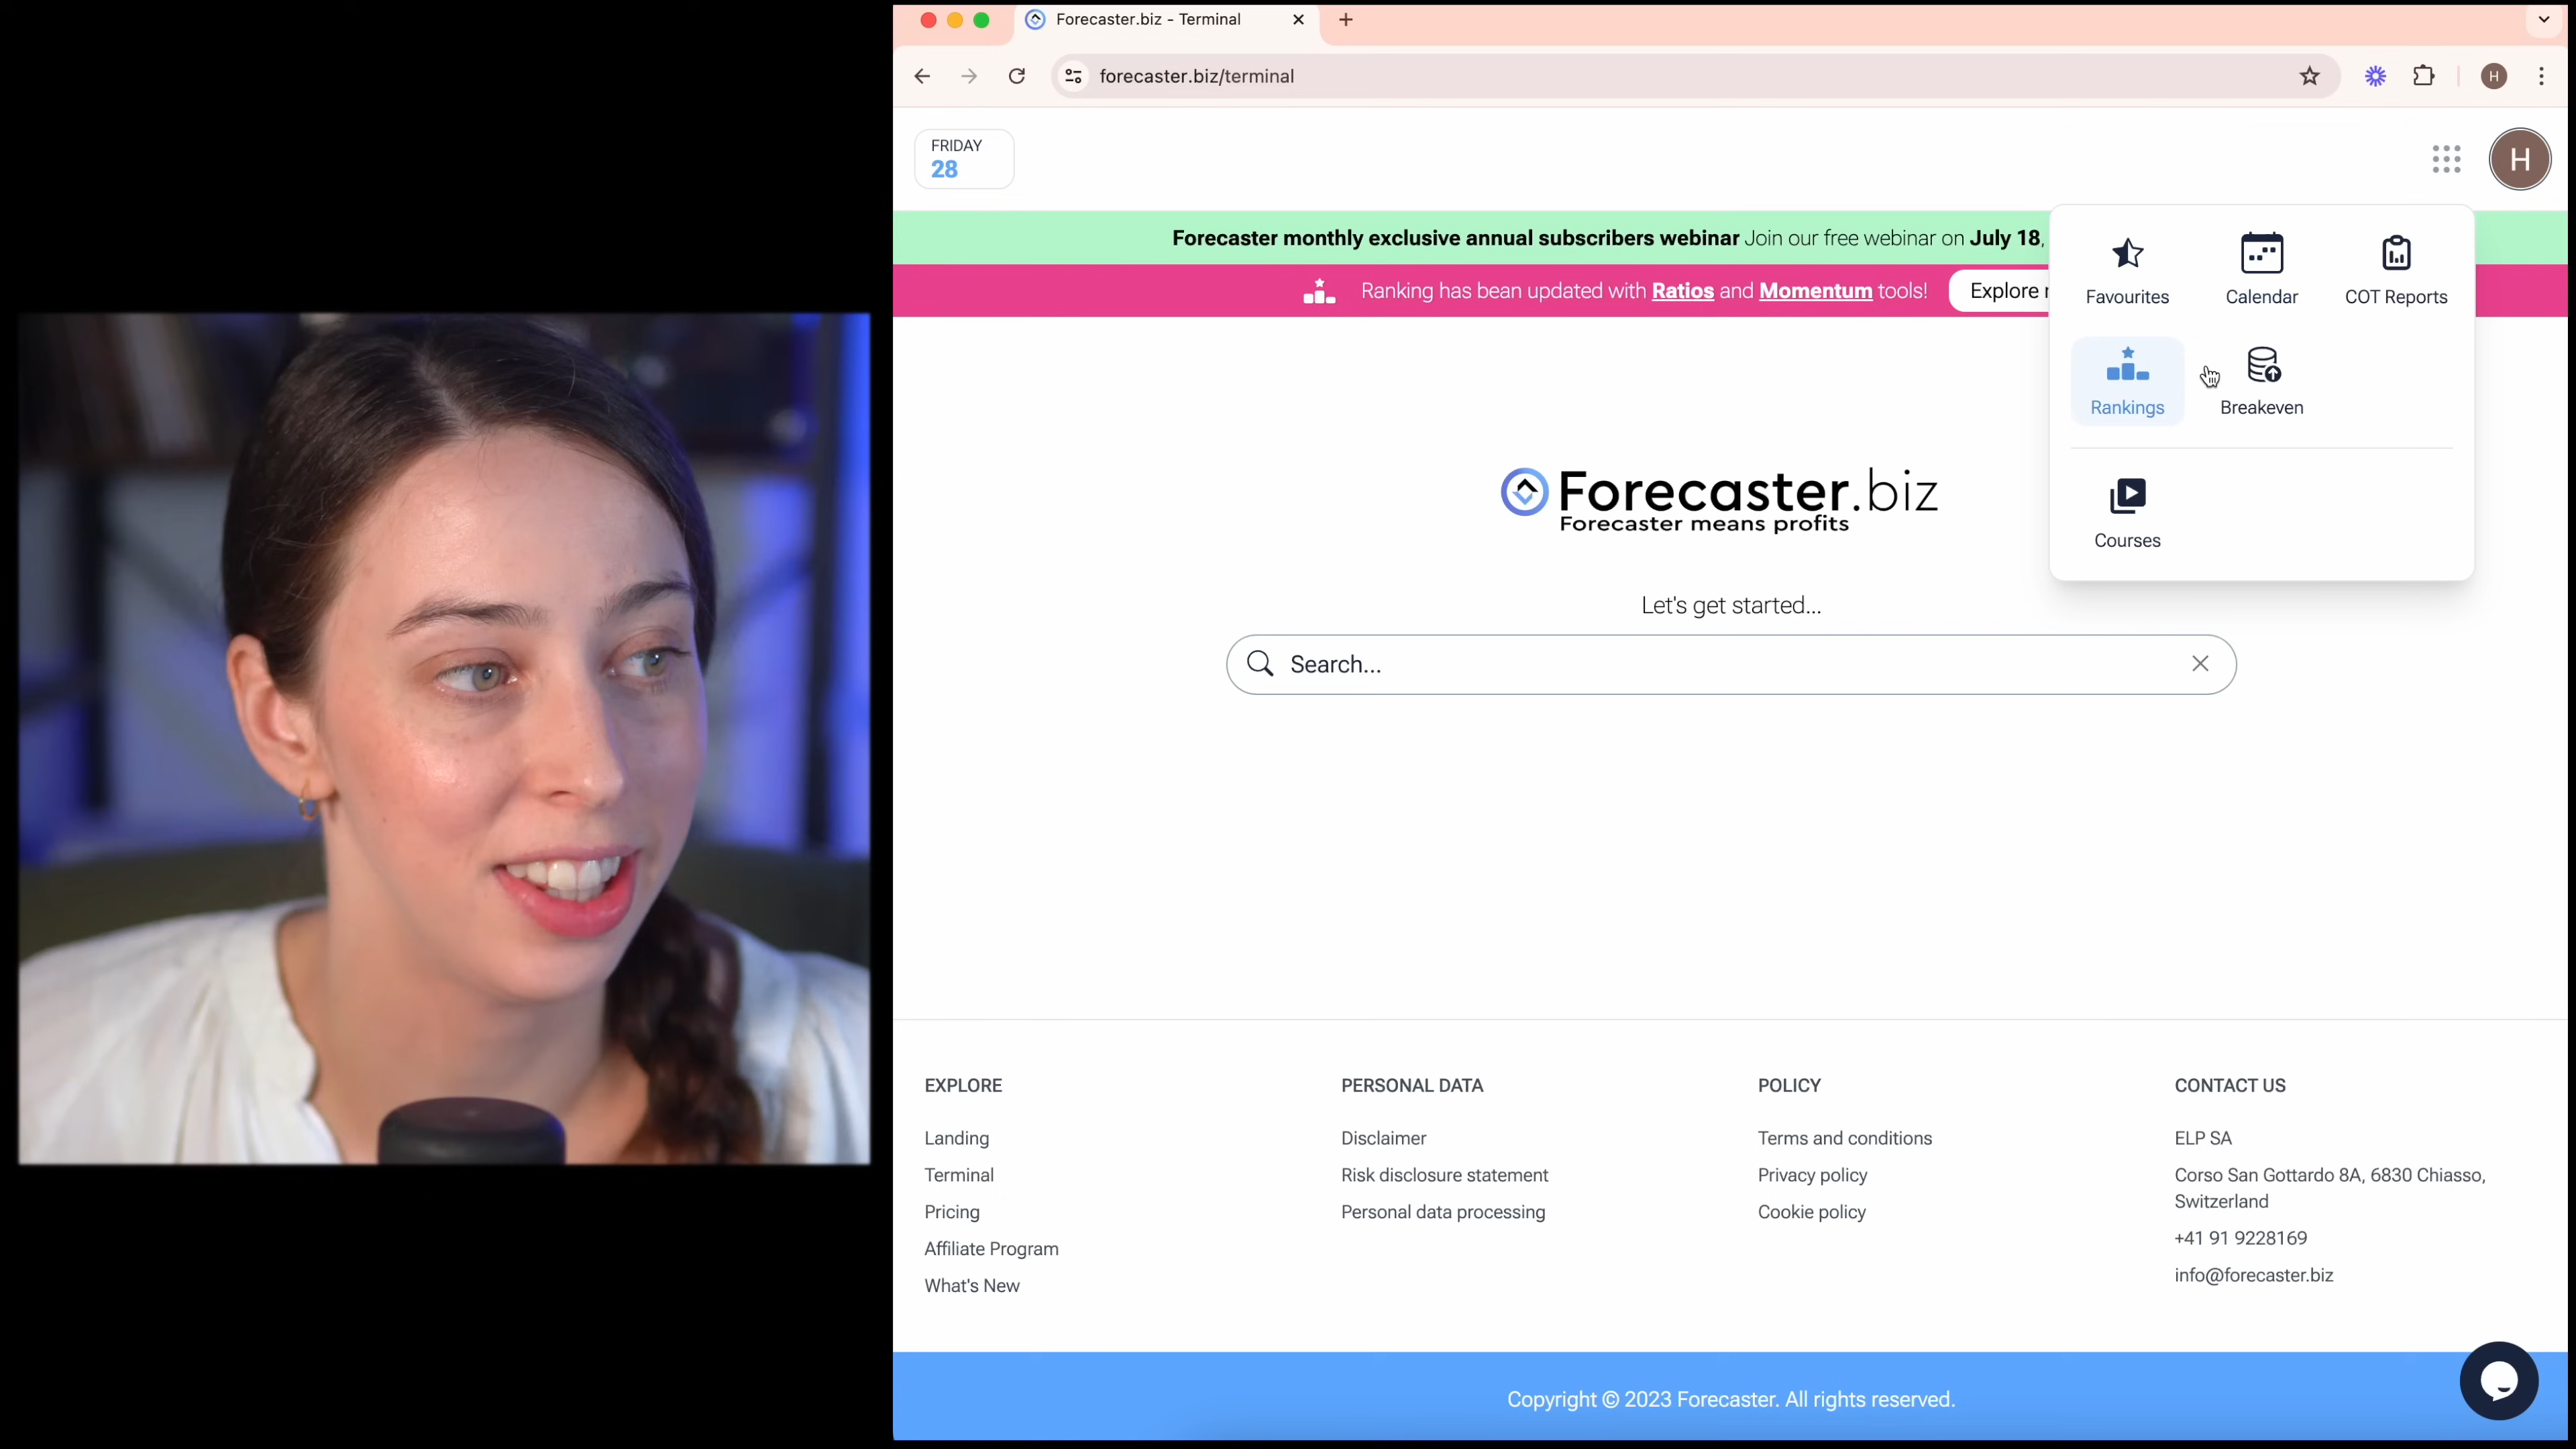 Forecaster.biz - Terminal
forecaster.biz/terminal
H
FRIDAY
28
H
Forecaster monthly exclusive annual subscribers webinar Join our free webinar on July 18,
Ranking has bean updated with Ratios and Momentum tools!
Explore
Favourites
Calendar
COT Reports
Rankings
Breakeven
Courses
Forecaster.biz
Forecaster means profits
Let's get started...
Search...
EXPLORE
Landing
Terminal
Pricing
Affiliate Program
What's New
PERSONAL DATA
Disclaimer
Risk disclosure statement
Personal data processing
POLICY
Terms and conditions
Privacy policy
Cookie policy
CONTACT US
ELP SA
Corso San Gottardo 8A, 6830 Chiasso,
Switzerland
+41 91 9228169
info@forecaster.biz
Copyright © 2023 Forecaster. All rights reserved.